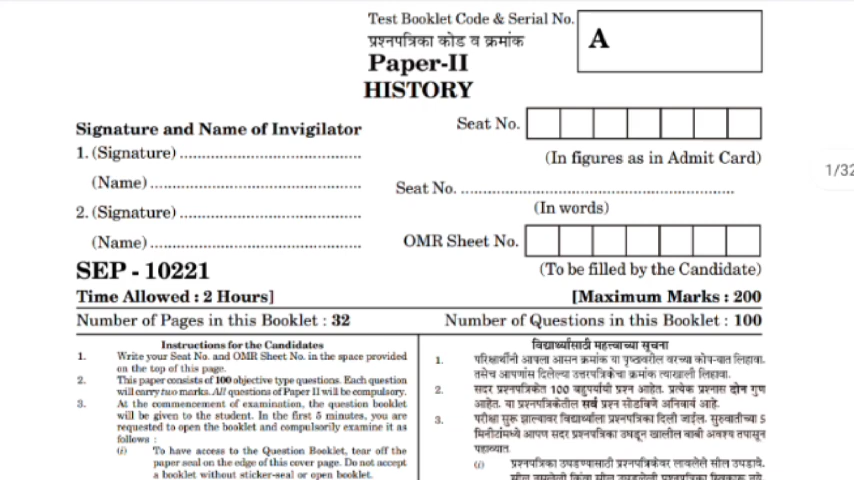 Test Booklet Code & Serial No.
प्रश्नपत्रिका कोड व क्रमांक
A
Paper-II
HISTORY
Signature and Name of Invigilator
Seat No.
1. (Signature) ........................................
(In figures as in Admit Card)
1/32
(Name) ........................................
Seat No. ........................................
2. (Signature) ........................................
(In words)
(Name) ........................................
OMR Sheet No.
SEP - 10221
(To be filled by the Candidate)
Time Allowed : 2 Hours]
[Maximum Marks : 200
Number of Pages in this Booklet : 32
Number of Questions in this Booklet : 100
Instructions for the Candidates
1. Write your Seat No. and OMR Sheet No. in the space provided
on the top of this page.
2. This paper consists of 100 objective type questions. Each question
will carry two marks. All questions of Paper II will be compulsory.
3. At the commencement of examination, the question booklet
will be given to the student. In the first 5 minutes, you are
requested to open the booklet and compulsorily examine it as
follows :
(i) To have access to the Question Booklet, tear off the
paper seal on the edge of this cover page. Do not accept
a booklet without sticker-seal or open booklet.
विद्यार्थ्यांसाठी महत्त्वाच्या सूचना
1. परिक्षार्थींनी आपला आसन क्रमांक या पृष्ठावरील वरच्या कोपऱ्यात लिहावा.
तसेच आपणांस दिलेल्या उत्तरपत्रिकेचा क्रमांक त्याखाली लिहावा.
2. सदर प्रश्नपत्रिकेत 100 बहुपर्यायी प्रश्न आहेत. प्रत्येक प्रश्नास दोन गुण
आहेत. या प्रश्नपत्रिकेतील सर्व प्रश्न सोडविणे अनिवार्य आहे.
3. परीक्षा सुरू झाल्यावर विद्यार्थ्याला प्रश्नपत्रिका दिली जाईल. सुरुवातीच्या 5
मिनीटांमध्ये आपण सदर प्रश्नपत्रिका उघडून खालील बाबी अवश्य तपासून
पहाव्यात.
(i) प्रश्नपत्रिका उघडण्यासाठी प्रश्नपत्रिकेवर लावलेले सील उघडावे.
सील नसलेली किंवा सील उघडलेली प्रश्नपत्रिका स्विकारू नये.